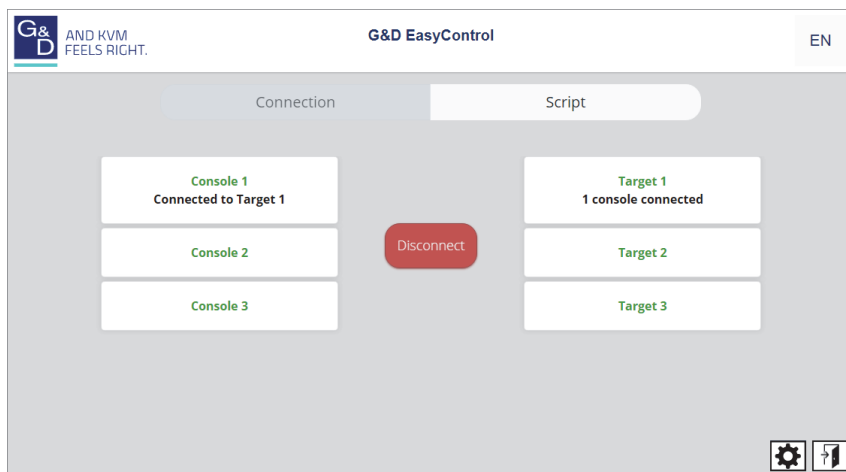 G&
D
AND KVM
FEELS RIGHT.
G&D EasyControl
EN
Connection
Script
Console 1
Connected to Target 1
Console 2
Console 3
Disconnect
Target 1
1 console connected
Target 2
Target 3